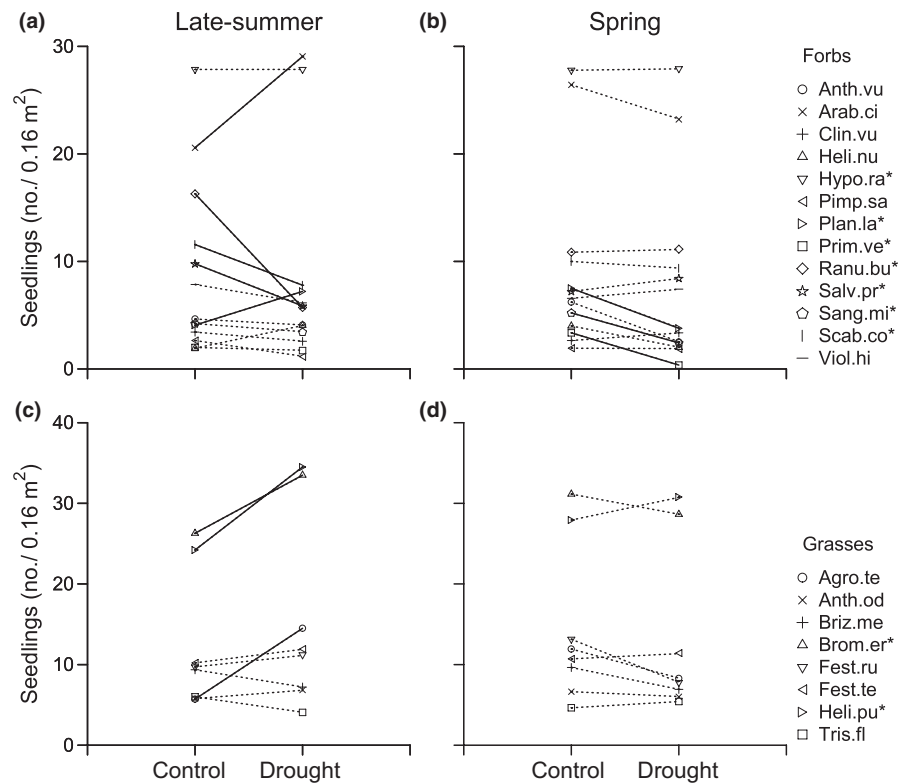 (a) Late-summer
(b) Spring
Seedlings (no./ 0.16 m²)
30
20
10
0
Forbs
Anth.vu
Arab.ci
Clin.vu
Heli.nu
Hypo.ra*
Pimp.sa
Plan.la*
Prim.ve*
Ranu.bu*
Salv.pr*
Sang.mi*
Scab.co*
Viol.hi
(c)
(d)
Seedlings (no./ 0.16 m²)
40
30
20
10
0
Grasses
Agro.te
Anth.od
Briz.me
Brom.er*
Fest.ru
Fest.te
Heli.pu*
Tris.fl
Control Drought
Control Drought